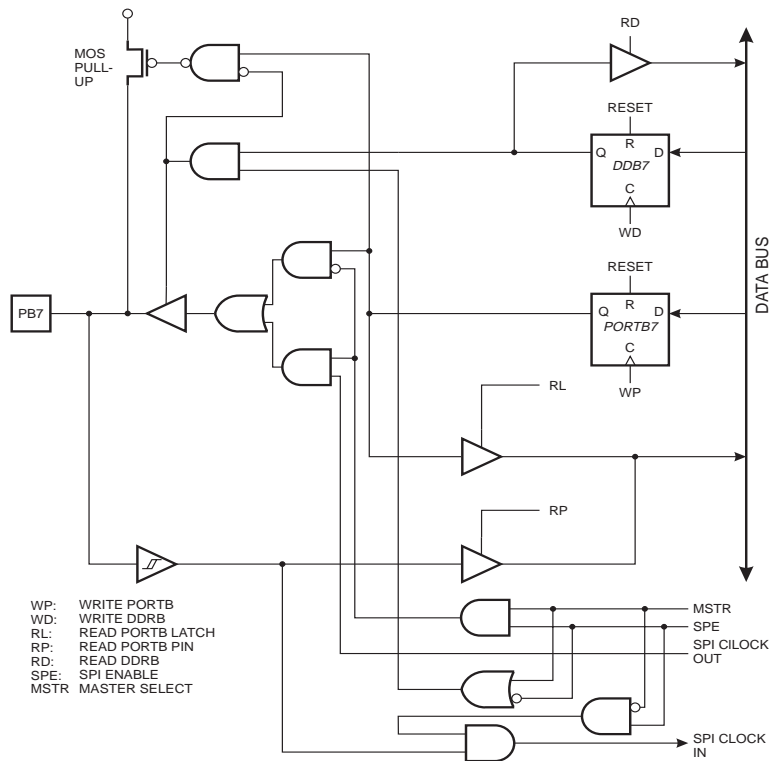 RD
MOS
PULL-
UP
RESET
R
Q
D
DDB7
C
WD
RESET
R
Q
D
PORTB7
C
WP
PB7
DATA BUS
RL
RP
WP: WRITE PORTB
WD: WRITE DDRB
RL: READ PORTB LATCH
RP: READ PORTB PIN
RD: READ DDRB
SPE: SPI ENABLE
MSTR MASTER SELECT
MSTR
SPE
SPI CILOCK
OUT
SPI CLOCK
IN